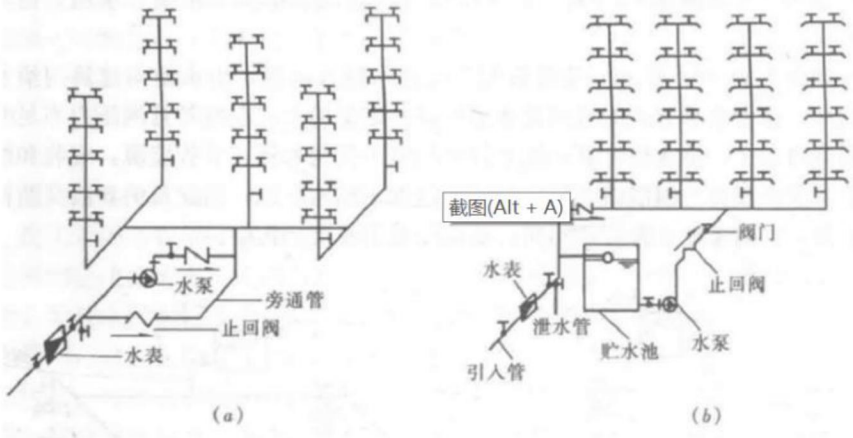 水泵
旁通管
止回阀
水表
(a)
截图(Alt + A)
阀门
水表
止回阀
泄水管
贮水池
水泵
引入管
(b)